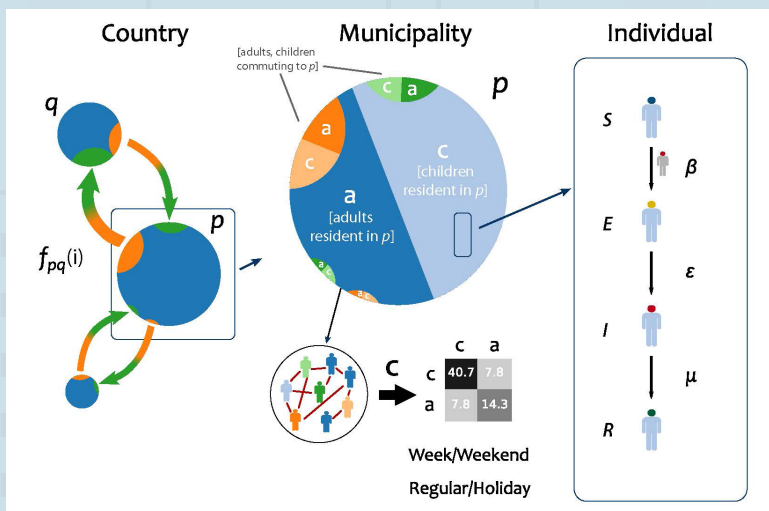 Country
Municipality
Individual
[adults, children
commuting to p]
q
p
f_pq(i)
p
c
a
a
c
c
[children
resident in p]
a
[adults
resident in p]
a
c
a
c
C
c
a
c
40.7
7.8
a
7.8
14.3
Week/Weekend
Regular/Holiday
S
β
E
ε
I
μ
R